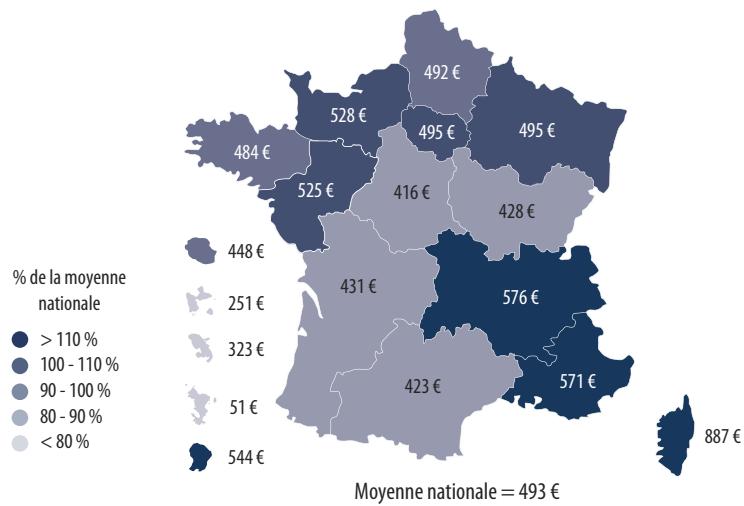 492 €
528 €
495 €
495 €
484 €
525 €
416 €
428 €
448 €
431 €
576 €
251 €
323 €
423 €
571 €
51 €
544 €
887 €
% de la moyenne
nationale
> 110 %
100 - 110 %
90 - 100 %
80 - 90 %
< 80 %
Moyenne nationale = 493 €